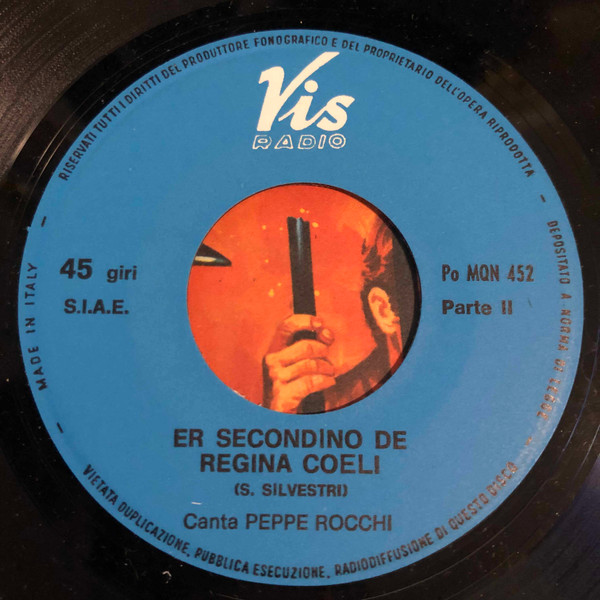 RISERVATI TUTTI I DIRITTI DEL PRODUTTORE FONOGRAFICO E DEL PROPRIETARIO DELL'OPERA RIPRODOTTA - DEPOSITATO A NORMA DI LEGGE
Vis
RADIO
45 giri
S.I.A.E.
Po MQN 452
Parte II
ER SECONDINO DE
REGINA COELI
(S. SILVESTRI)
Canta PEPPE ROCCHI
VIETATA DUPLICAZIONE, PUBBLICA ESECUZIONE, RADIODIFFUSIONE DI QUESTO DISCO
- MADE IN ITALY -